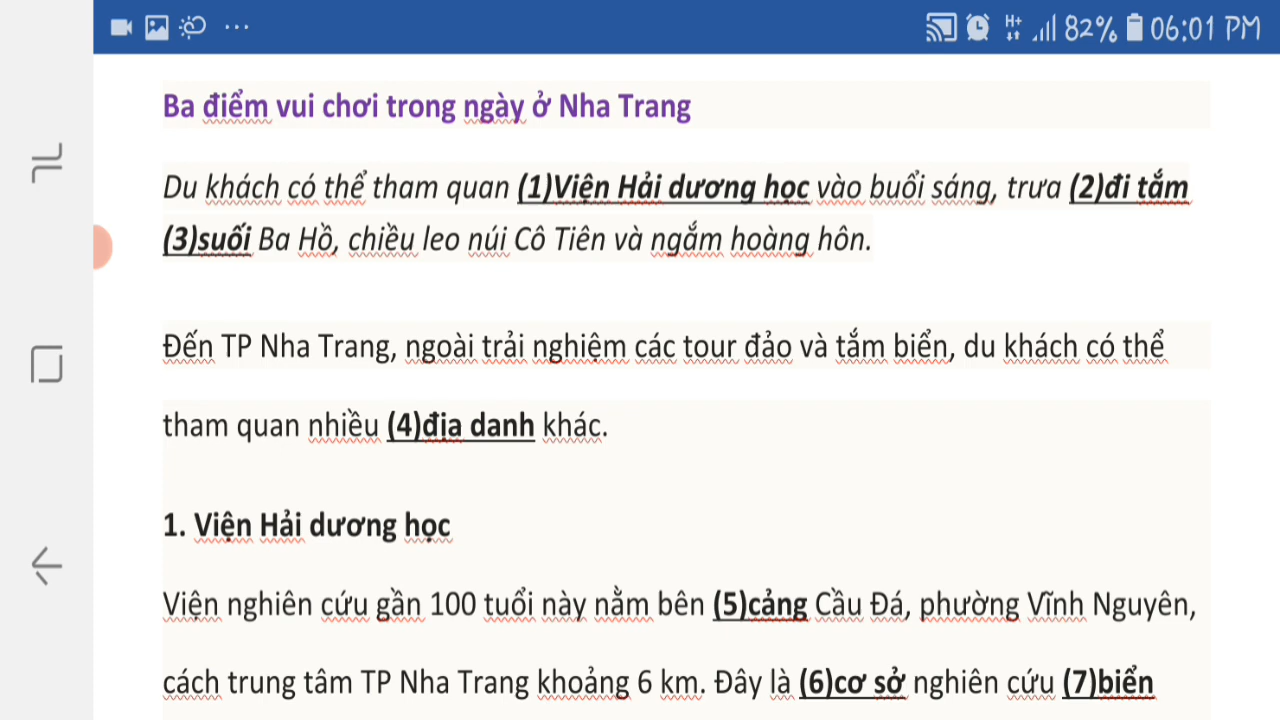 H+ 82% 06:01 PM
Ba điểm vui chơi trong ngày ở Nha Trang
Du khách có thể tham quan (1)Viện Hải dương học vào buổi sáng, trưa (2)đi tắm
(3)suối Ba Hồ, chiều leo núi Cô Tiên và ngắm hoàng hôn.
Đến TP Nha Trang, ngoài trải nghiệm các tour đảo và tắm biển, du khách có thể
tham quan nhiều (4)địa danh khác.
1. Viện Hải dương học
Viện nghiên cứu gần 100 tuổi này nằm bên (5)cảng Cầu Đá, phường Vĩnh Nguyên,
cách trung tâm TP Nha Trang khoảng 6 km. Đây là (6)cơ sở nghiên cứu (7)biển